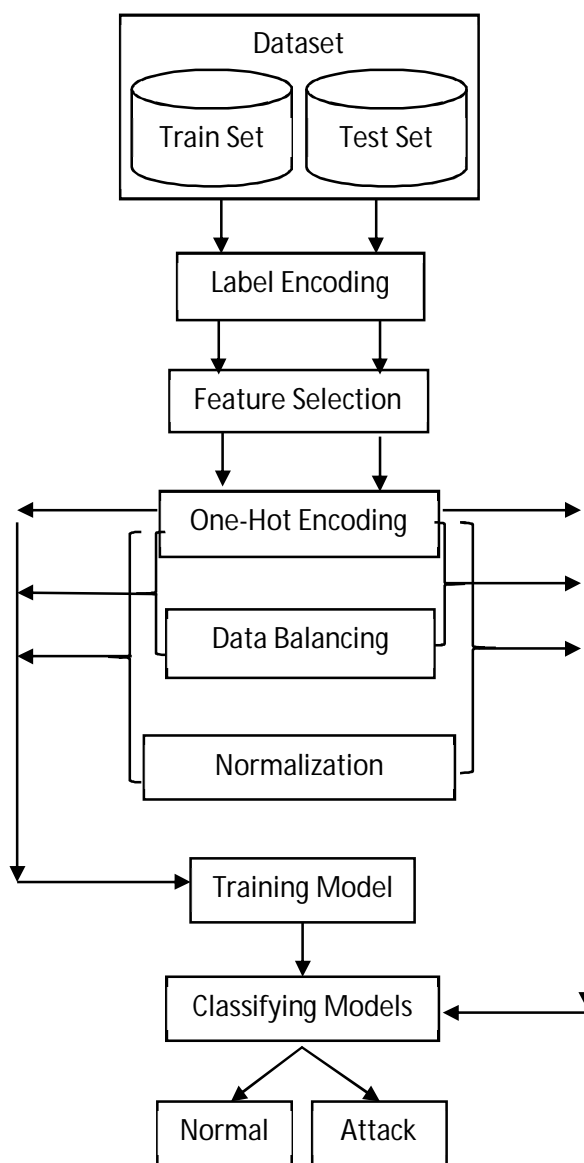 Dataset
Train Set
Test Set
Label Encoding
Feature Selection
One-Hot Encoding
Data Balancing
Normalization
Training Model
Classifying Models
Normal
Attack